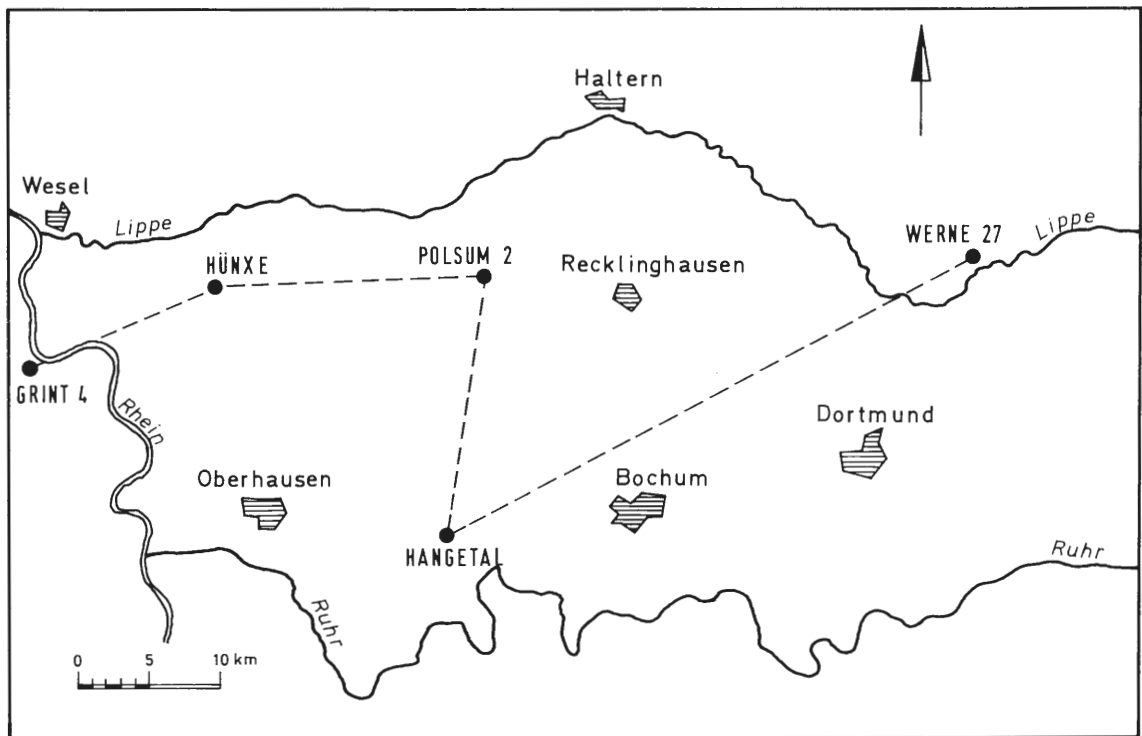 Haltern
Wesel
Lippe
Lippe
WERNE 27
HÜNXE
POLSUM 2
Recklinghausen
GRINT 4
Rhein
Dortmund
Oberhausen
Bochum
HANGETAL
Ruhr
Ruhr
0 5 10 km